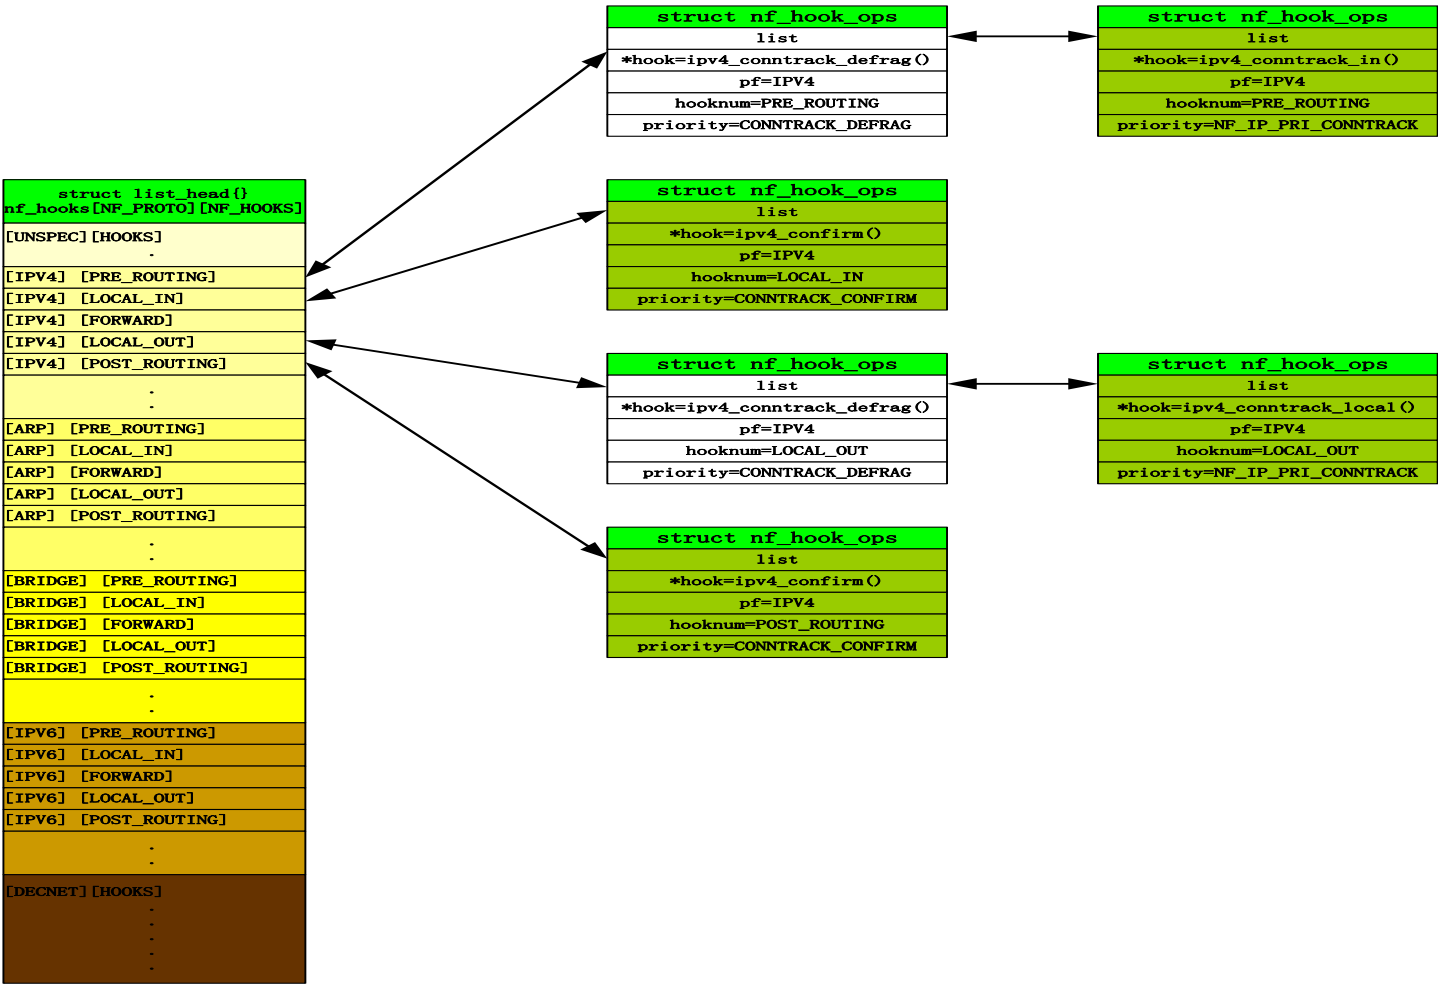 struct list_head{}
nf_hooks[NF_PROTO][NF_HOOKS]
[UNSPEC][HOOKS]
.
[IPV4] [PRE_ROUTING]
[IPV4] [LOCAL_IN]
[IPV4] [FORWARD]
[IPV4] [LOCAL_OUT]
[IPV4] [POST_ROUTING]
.
.
[ARP] [PRE_ROUTING]
[ARP] [LOCAL_IN]
[ARP] [FORWARD]
[ARP] [LOCAL_OUT]
[ARP] [POST_ROUTING]
.
.
[BRIDGE] [PRE_ROUTING]
[BRIDGE] [LOCAL_IN]
[BRIDGE] [FORWARD]
[BRIDGE] [LOCAL_OUT]
[BRIDGE] [POST_ROUTING]
.
.
[IPV6] [PRE_ROUTING]
[IPV6] [LOCAL_IN]
[IPV6] [FORWARD]
[IPV6] [LOCAL_OUT]
[IPV6] [POST_ROUTING]
.
.
[DECNET][HOOKS]
.
.
.
.
.
struct nf_hook_ops
list
*hook=ipv4_conntrack_defrag()
pf=IPV4
hooknum=PRE_ROUTING
priority=CONNTRACK_DEFRAG
struct nf_hook_ops
list
*hook=ipv4_conntrack_in()
pf=IPV4
hooknum=PRE_ROUTING
priority=NF_IP_PRI_CONNTRACK
struct nf_hook_ops
list
*hook=ipv4_confirm()
pf=IPV4
hooknum=LOCAL_IN
priority=CONNTRACK_CONFIRM
struct nf_hook_ops
list
*hook=ipv4_conntrack_defrag()
pf=IPV4
hooknum=LOCAL_OUT
priority=CONNTRACK_DEFRAG
struct nf_hook_ops
list
*hook=ipv4_conntrack_local()
pf=IPV4
hooknum=LOCAL_OUT
priority=NF_IP_PRI_CONNTRACK
struct nf_hook_ops
list
*hook=ipv4_confirm()
pf=IPV4
hooknum=POST_ROUTING
priority=CONNTRACK_CONFIRM